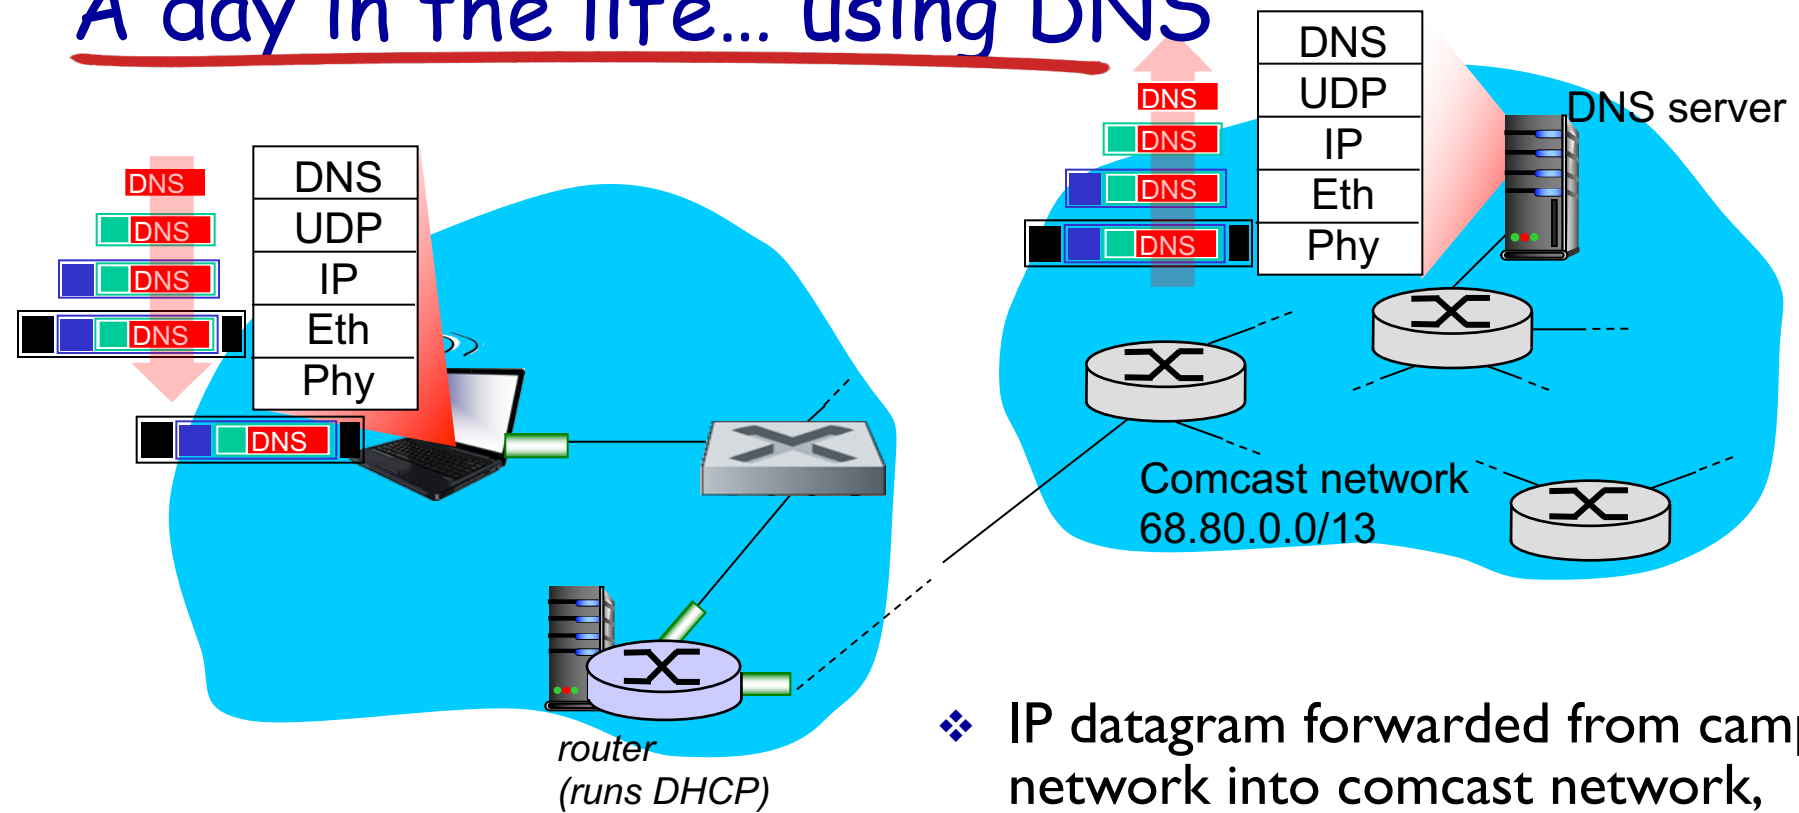 A day in the life… using DNS
DNS
UDP
IP
Eth
Phy
DNS
DNS
DNS
DNS
DNS server
DNS
DNS
DNS
DNS
DNS
UDP
IP
Eth
Phy
DNS
Comcast network
68.80.0.0/13
router
(runs DHCP)
❖ IP datagram forwarded from
network into comcast network,